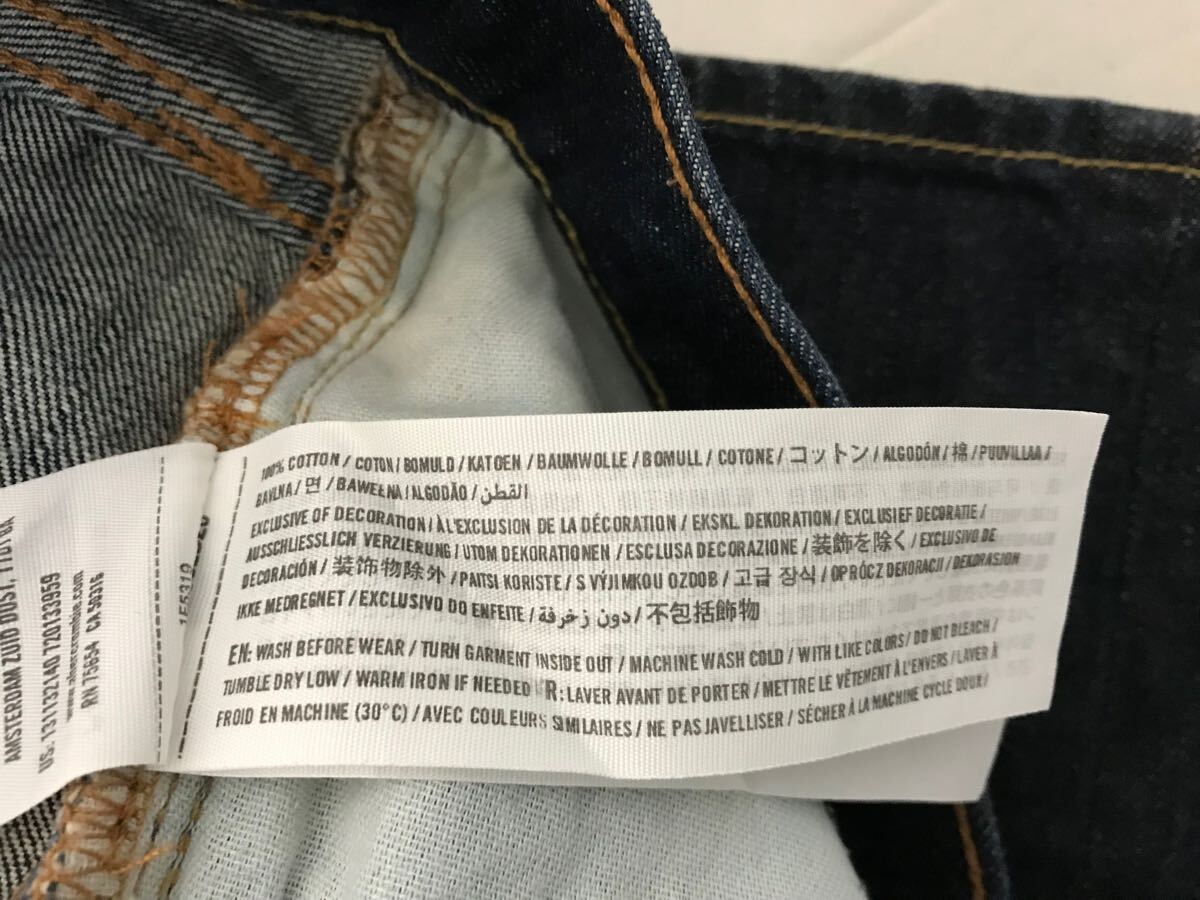 100% COTTON / COTON / BOMULD / KATOEN / BAUMWOLLE / BOMULL / COTONE / コットン / ALGODÓN / 棉 / PUUVILLAA /
BAVLNA / 면 / BAWEŁNA / ALGODÃO / القطن
EXCLUSIVE OF DECORATION / À L'EXCLUSION DE LA DÉCORATION / EKSKL. DEKORATION / EXCLUSIEF DECORATIE /
AUSSCHLIESSLICH VERZIERUNG / UTOM DEKORATIONEN / ESCLUSA DECORAZIONE / 装飾を除く / EXCLUSIVO DE
DECORACIÓN / 装饰物除外 / PAITSI KORISTE / S VÝJIMKOU OZDOB / 고급 장식 / OPRÓCZ DEKORACJI / DEKORASJON
IKKE MEDREGNET / EXCLUSIVO DO ENFEITE / دون زخرفة / 不包括飾物
EN: WASH BEFORE WEAR / TURN GARMENT INSIDE OUT / MACHINE WASH COLD / WITH LIKE COLORS / DO NOT BLEACH /
TUMBLE DRY LOW / WARM IRON IF NEEDED R: LAVER AVANT DE PORTER / METTRE LE VÊTEMENT À L'ENVERS / LAVER À
FROID EN MACHINE (30°C) / AVEC COULEURS SIMILAIRES / NE PAS JAVELLISER / SÉCHER À LA MACHINE CYCLE DOUX /
AMSTERDAM ZUID OOST,
US: 131132140 720133959
RN 75654 CA 50316
155319